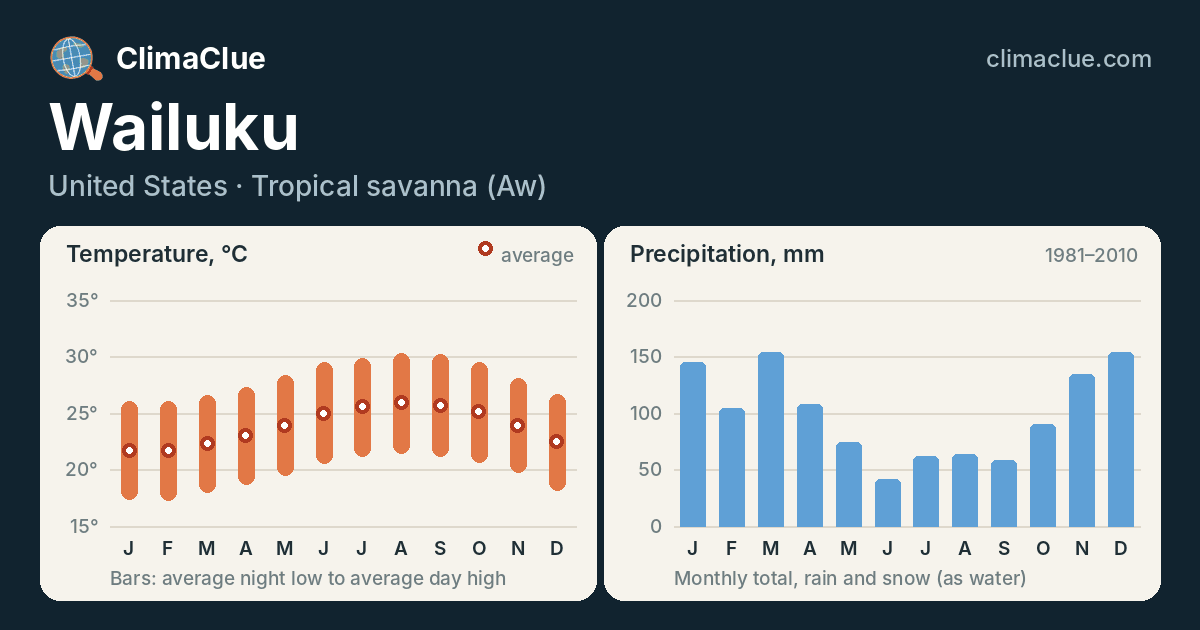 ClimaClue
climaclue.com
Wailuku
United States · Tropical savanna (Aw)
Temperature, °C
average
35°
30°
25°
20°
15°
J F M A M J J A S O N D
Bars: average night low to average day high
Precipitation, mm
1981–2010
200
150
100
50
0
J F M A M J J A S O N D
Monthly total, rain and snow (as water)